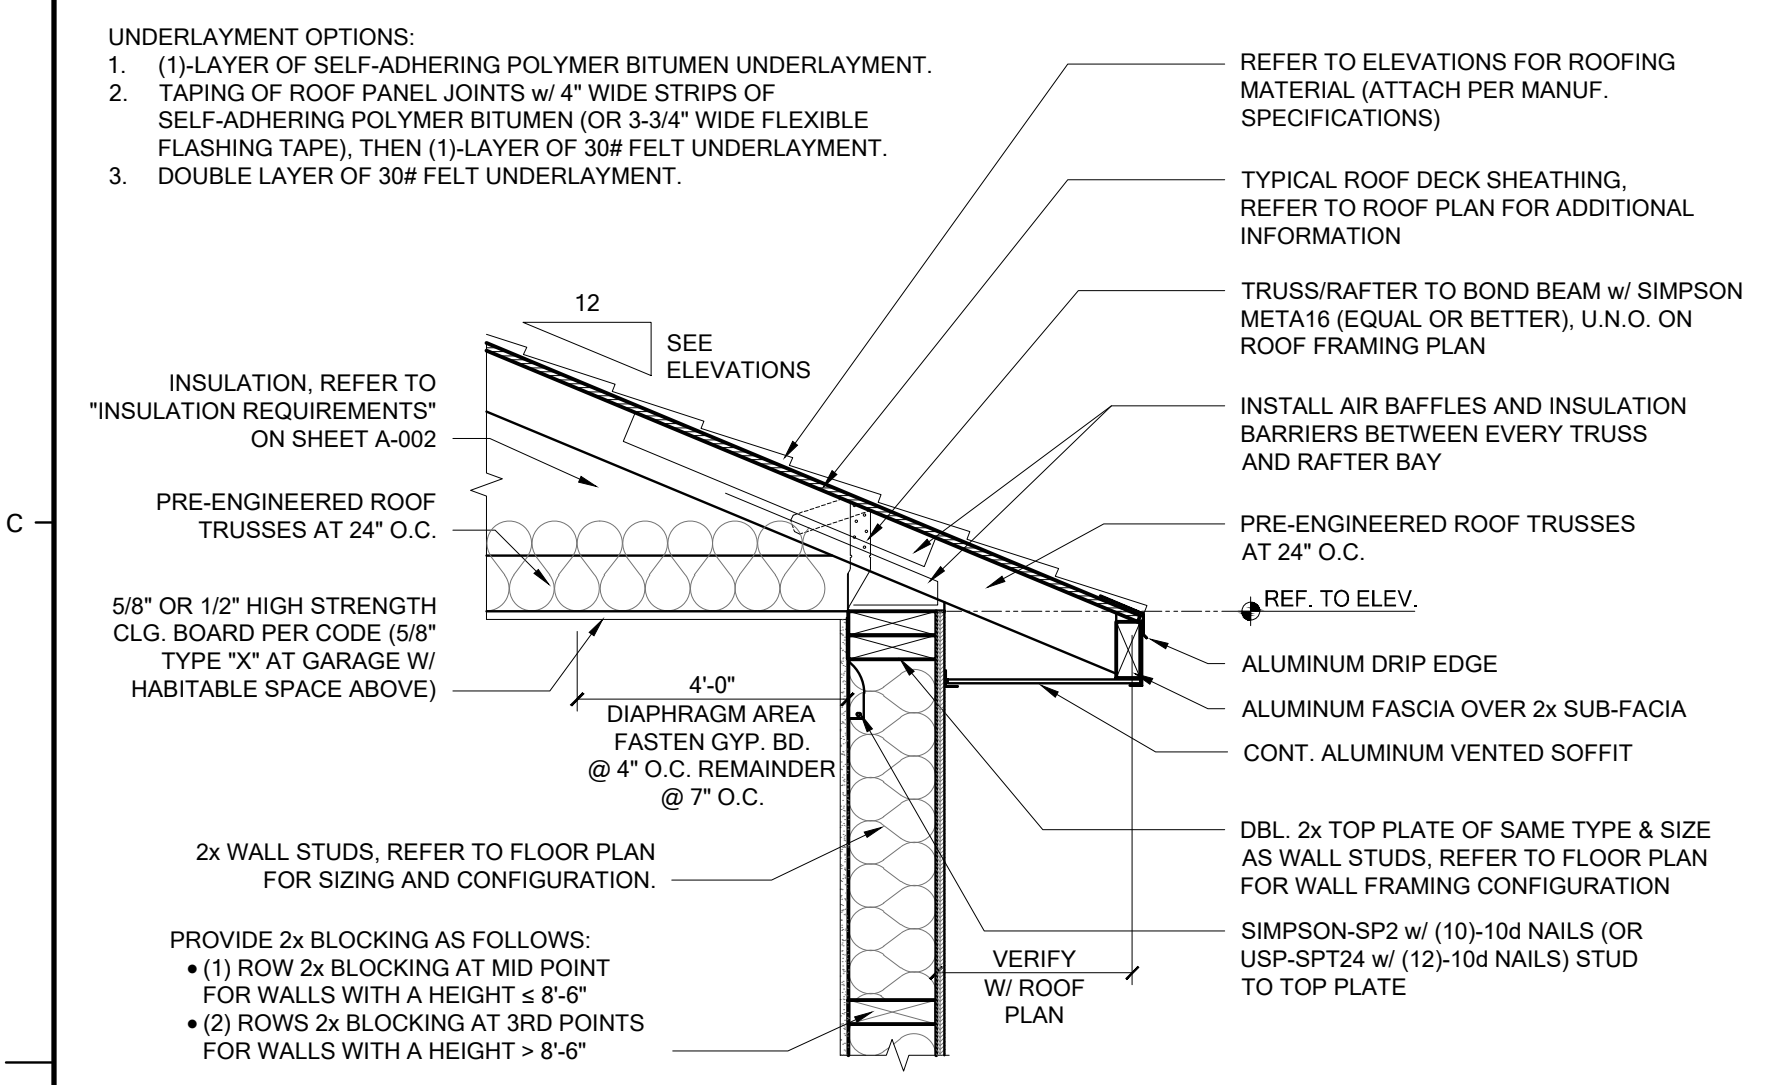 UNDERLAYMENT OPTIONS:
1. (1)-LAYER OF SELF-ADHERING POLYMER BITUMEN UNDERLAYMENT.
2. TAPING OF ROOF PANEL JOINTS w/ 4" WIDE STRIPS OF
SELF-ADHERING POLYMER BITUMEN (OR 3-3/4" WIDE FLEXIBLE
FLASHING TAPE), THEN (1)-LAYER OF 30# FELT UNDERLAYMENT.
3. DOUBLE LAYER OF 30# FELT UNDERLAYMENT.
12
SEE
ELEVATIONS
INSULATION, REFER TO
"INSULATION REQUIREMENTS"
ON SHEET A-002
PRE-ENGINEERED ROOF
TRUSSES AT 24" O.C.
C
5/8" OR 1/2" HIGH STRENGTH
CLG. BOARD PER CODE (5/8"
TYPE "X" AT GARAGE W/
HABITABLE SPACE ABOVE)
4'-0"
DIAPHRAGM AREA
FASTEN GYP. BD.
@ 4" O.C. REMAINDER
@ 7" O.C.
2x WALL STUDS, REFER TO FLOOR PLAN
FOR SIZING AND CONFIGURATION.
PROVIDE 2x BLOCKING AS FOLLOWS:
• (1) ROW 2x BLOCKING AT MID POINT
FOR WALLS WITH A HEIGHT ≤ 8'-6"
• (2) ROWS 2x BLOCKING AT 3RD POINTS
FOR WALLS WITH A HEIGHT > 8'-6"
REFER TO ELEVATIONS FOR ROOFING
MATERIAL (ATTACH PER MANUF.
SPECIFICATIONS)
TYPICAL ROOF DECK SHEATHING,
REFER TO ROOF PLAN FOR ADDITIONAL
INFORMATION
TRUSS/RAFTER TO BOND BEAM w/ SIMPSON
META16 (EQUAL OR BETTER), U.N.O. ON
ROOF FRAMING PLAN
INSTALL AIR BAFFLES AND INSULATION
BARRIERS BETWEEN EVERY TRUSS
AND RAFTER BAY
PRE-ENGINEERED ROOF TRUSSES
AT 24" O.C.
REF. TO ELEV.
ALUMINUM DRIP EDGE
ALUMINUM FASCIA OVER 2x SUB-FACIA
CONT. ALUMINUM VENTED SOFFIT
DBL. 2x TOP PLATE OF SAME TYPE & SIZE
AS WALL STUDS, REFER TO FLOOR PLAN
FOR WALL FRAMING CONFIGURATION
SIMPSON-SP2 w/ (10)-10d NAILS (OR
USP-SPT24 w/ (12)-10d NAILS) STUD
TO TOP PLATE
VERIFY
W/ ROOF
PLAN